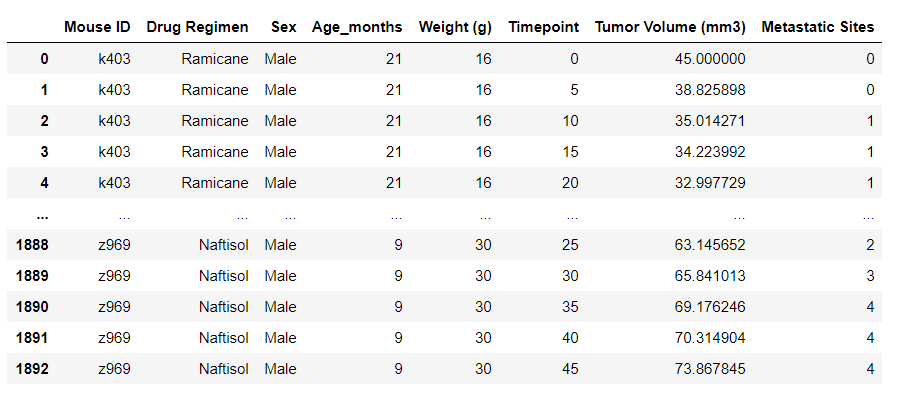 Mouse ID Drug Regimen Sex Age_months Weight (g) Timepoint Tumor Volume (mm3) Metastatic Sites
0 k403 Ramicane Male 21 16 0 45.000000 0
1 k403 Ramicane Male 21 16 5 38.825898 0
2 k403 Ramicane Male 21 16 10 35.014271 1
3 k403 Ramicane Male 21 16 15 34.223992 1
4 k403 Ramicane Male 21 16 20 32.997729 1
... ... ... ... ... ... ... ... ...
1888 z969 Naftisol Male 9 30 25 63.145652 2
1889 z969 Naftisol Male 9 30 30 65.841013 3
1890 z969 Naftisol Male 9 30 35 69.176246 4
1891 z969 Naftisol Male 9 30 40 70.314904 4
1892 z969 Naftisol Male 9 30 45 73.867845 4